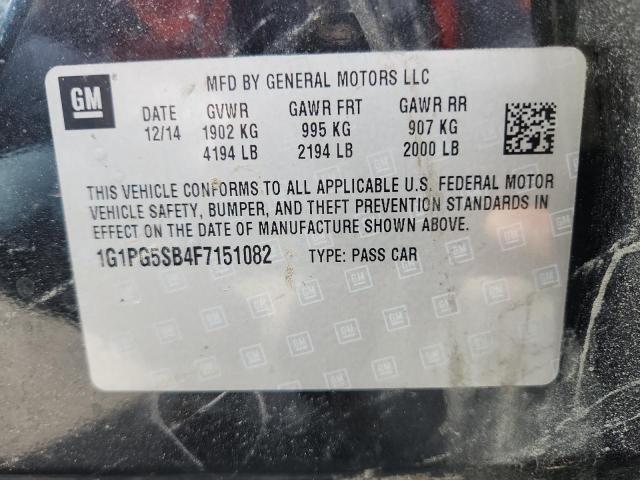 GM
MFD BY GENERAL MOTORS LLC
DATE GVWR GAWR FRT GAWR RR
12/14 1902 KG 995 KG 907 KG
4194 LB 2194 LB 2000 LB
THIS VEHICLE CONFORMS TO ALL APPLICABLE U.S. FEDERAL MOTOR
VEHICLE SAFETY, BUMPER, AND THEFT PREVENTION STANDARDS IN
EFFECT ON THE DATE OF MANUFACTURE SHOWN ABOVE.
1G1PG5SB4F7151082 TYPE: PASS CAR